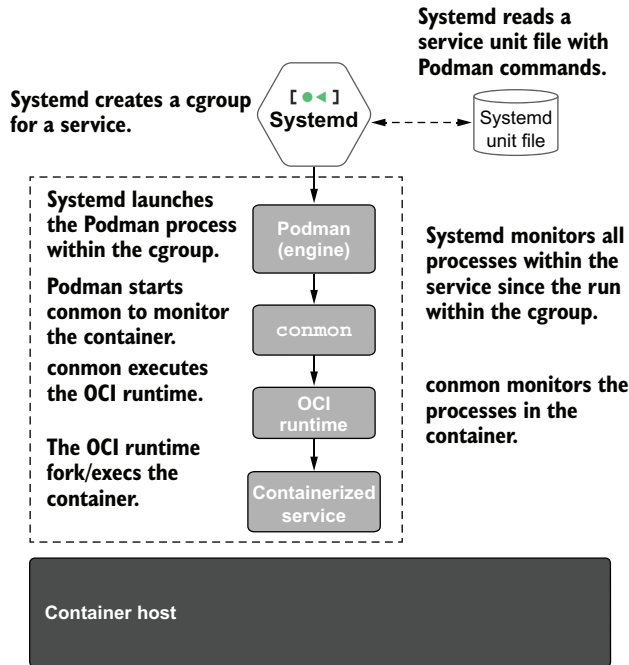 Systemd reads a
service unit file with
Podman commands.
Systemd creates a cgroup
for a service.
[ ●◄ ]
Systemd
Systemd
unit file
Systemd launches
the Podman process
within the cgroup.
Podman
(engine)
Systemd monitors all
processes within the
service since the run
within the cgroup.
Podman starts
conmon to monitor
the container.
conmon
conmon executes
the OCI runtime.
OCI
runtime
conmon monitors the
processes in the
container.
The OCI runtime
fork/execs the
container.
Containerized
service
Container host